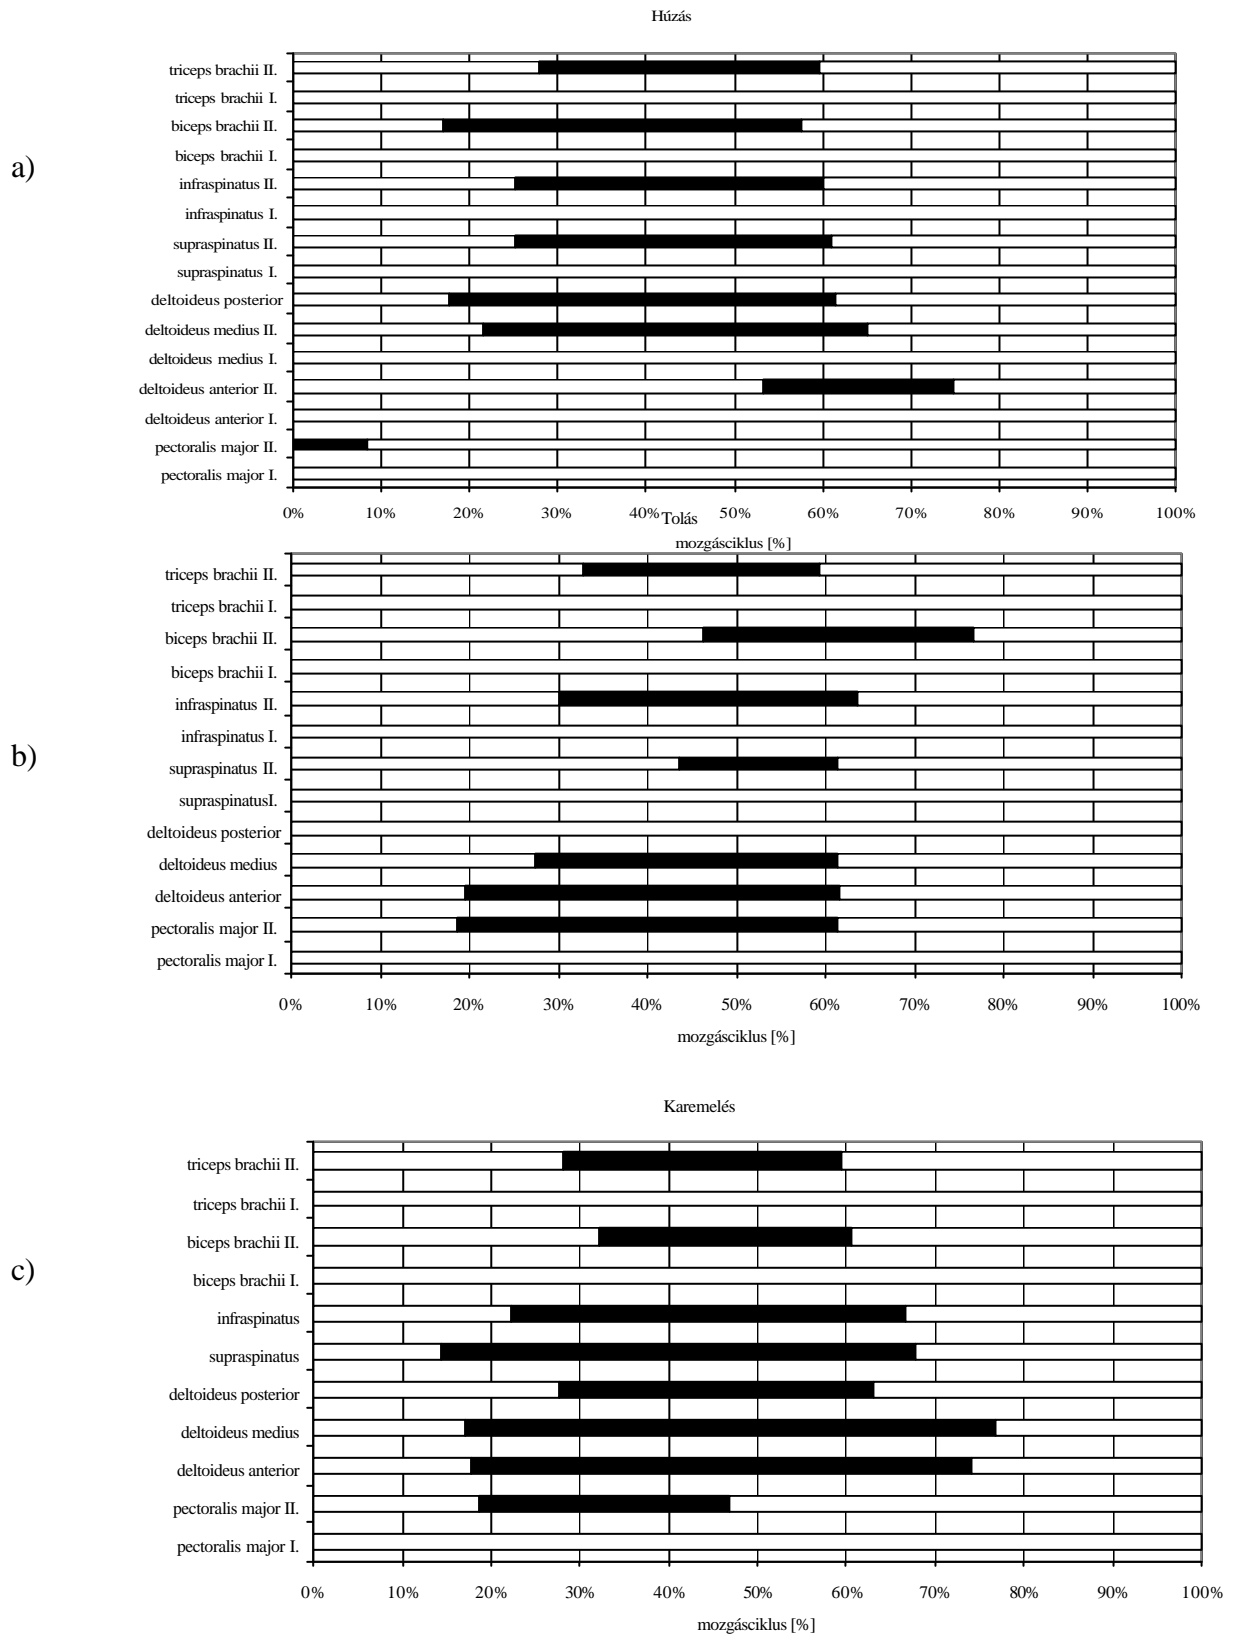 Húzás
a)
triceps brachii II.
triceps brachii I.
biceps brachii II.
biceps brachii I.
infraspinatus II.
infraspinatus I.
supraspinatus II.
supraspinatus I.
deltoideus posterior
deltoideus medius II.
deltoideus medius I.
deltoideus anterior II.
deltoideus anterior I.
pectoralis major II.
pectoralis major I.
0% 10% 20% 30% 40% 50% 60% 70% 80% 90% 100%
mozgásciklus [%]
Tolás
b)
triceps brachii II.
triceps brachii I.
biceps brachii II.
biceps brachii I.
infraspinatus II.
infraspinatus I.
supraspinatus II.
supraspinatusI.
deltoideus posterior
deltoideus medius
deltoideus anterior
pectoralis major II.
pectoralis major I.
0% 10% 20% 30% 40% 50% 60% 70% 80% 90% 100%
mozgásciklus [%]
Karemelés
c)
triceps brachii II.
triceps brachii I.
biceps brachii II.
biceps brachii I.
infraspinatus
supraspinatus
deltoideus posterior
deltoideus medius
deltoideus anterior
pectoralis major II.
pectoralis major I.
0% 10% 20% 30% 40% 50% 60% 70% 80% 90% 100%
mozgásciklus [%]